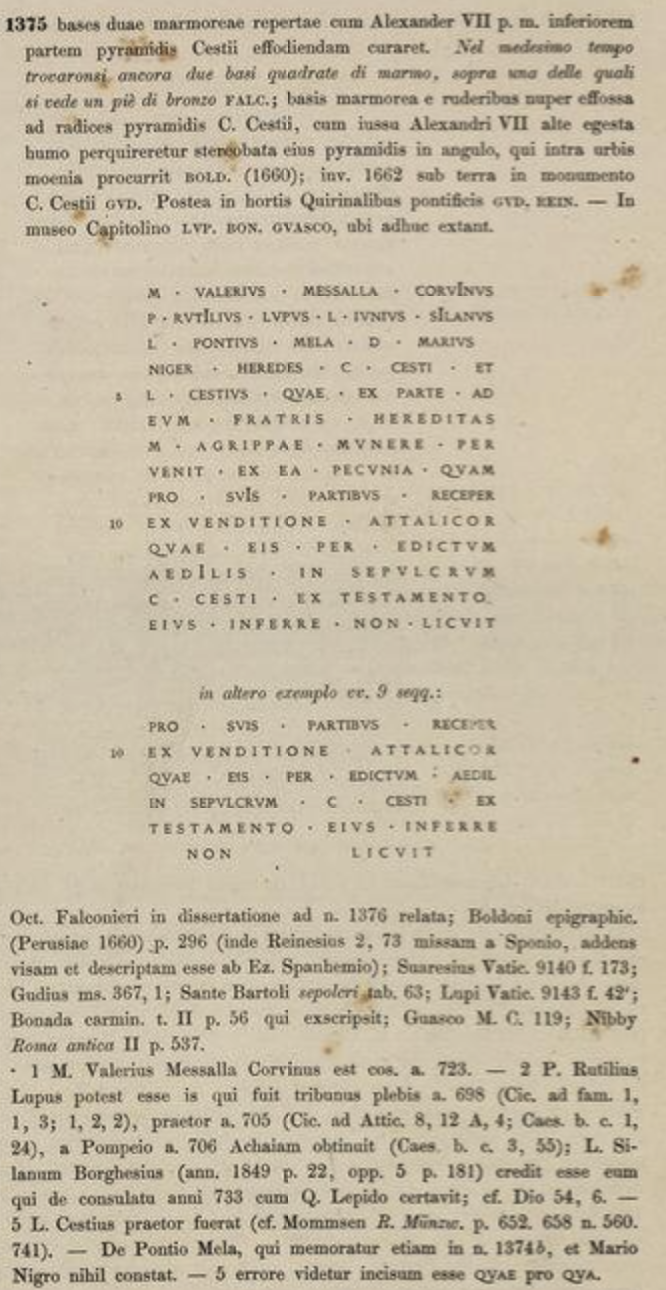 1375 bases duae marmoreae repertae cum Alexander VII p. m. inferiorem
partem pyramidis Cestii effodiendam curaret. Nel medesimo tempo
trovaronsi ancora due basi quadrate di marmo, sopra una delle quali
si vede un piè di bronzo FALC.; basis marmorea e ruderibus nuper effossa
ad radices pyramidis C. Cestii, cum iussu Alexandri VII alte egesta
humo perquireretur stereobata eius pyramidis in angulo, qui intra urbis
moenia procurrit BOLD. (1660); inv. 1662 sub terra in monumento
C. Cestii GVD. Postea in hortis Quirinalibus pontificis GVD. REIN. — In
museo Capitolino LVP. BON. GVASCO, ubi adhuc extant.
M · VALERIVS · MESSALLA · CORVꟾNVS
P · RVTꟾLIVS · LVPVS · L · IVNIVS · SꟾLANVS
L · PONTIVS · MELA · D · MARIVS
NIGER · HEREDES · C · CESTI · ET
5 L · CESTIVS · QVAE · EX PARTE · AD
EVM · FRATRIS · HEREDITAS
M · AGRIPPAE · MVNERE · PER
VENIT · EX EA · PECVNIA · QVAM
PRO · SVꟾS · PARTIBVS · RECEPER
10 EX VENDITIONE · ATTALICOR
QVAE · EIS · PER · EDICTVM
AEDꟾLIS · IN SEPVLCRVM
C · CESTI · EX TESTAMENTO
EIVS · INFERRE · NON · LICVIT
in altero exemplo vv. 9 seqq.:
PRO · SVIS · PARTIBVS · RECEPER
10 EX VENDITIONE · ATTALICOR
QVAE · EIS · PER · EDICTVM · AEDIL
IN SEPVLCRVM · C · CESTI · EX
TESTAMENTO · EIVS · INFERRE
NON LICVIT
Oct. Falconieri in dissertatione ad n. 1376 relata; Boldoni epigraphic.
(Perusiae 1660) p. 296 (inde Reinesius 2, 73 missam a Sponio, addens
visam et descriptam esse ab Ez. Spanhemio); Suaresius Vatic. 9140 f. 173;
Gudius ms. 367, 1; Sante Bartoli sepolcri tab. 63; Lupi Vatic. 9143 f. 42';
Bonada carmin. t. II p. 56 qui exscripsit; Guasco M. C. 119; Nibby
Roma antica II p. 537.
1 M. Valerius Messalla Corvinus est cos. a. 723. — 2 P. Rutilius
Lupus potest esse is qui fuit tribunus plebis a. 698 (Cic. ad fam. 1,
1, 3; 1, 2, 2), praetor a. 705 (Cic. ad Attic. 8, 12 A, 4; Caes. b. c. 1,
24), a Pompeio a. 706 Achaiam obtinuit (Caes. b. c. 3, 55); L. Si-
lanum Borghesius (ann. 1849 p. 22, opp. 5 p. 181) credit esse eum
qui de consulatu anni 733 cum Q. Lepido certavit; cf. Dio 54, 6. —
5 L. Cestius praetor fuerat (cf. Mommsen R. Münzw. p. 652. 658 n. 560.
741). — De Pontio Mela, qui memoratur etiam in n. 1374b, et Mario
Nigro nihil constat. — 5 errore videtur incisum esse QVAE pro QVA.